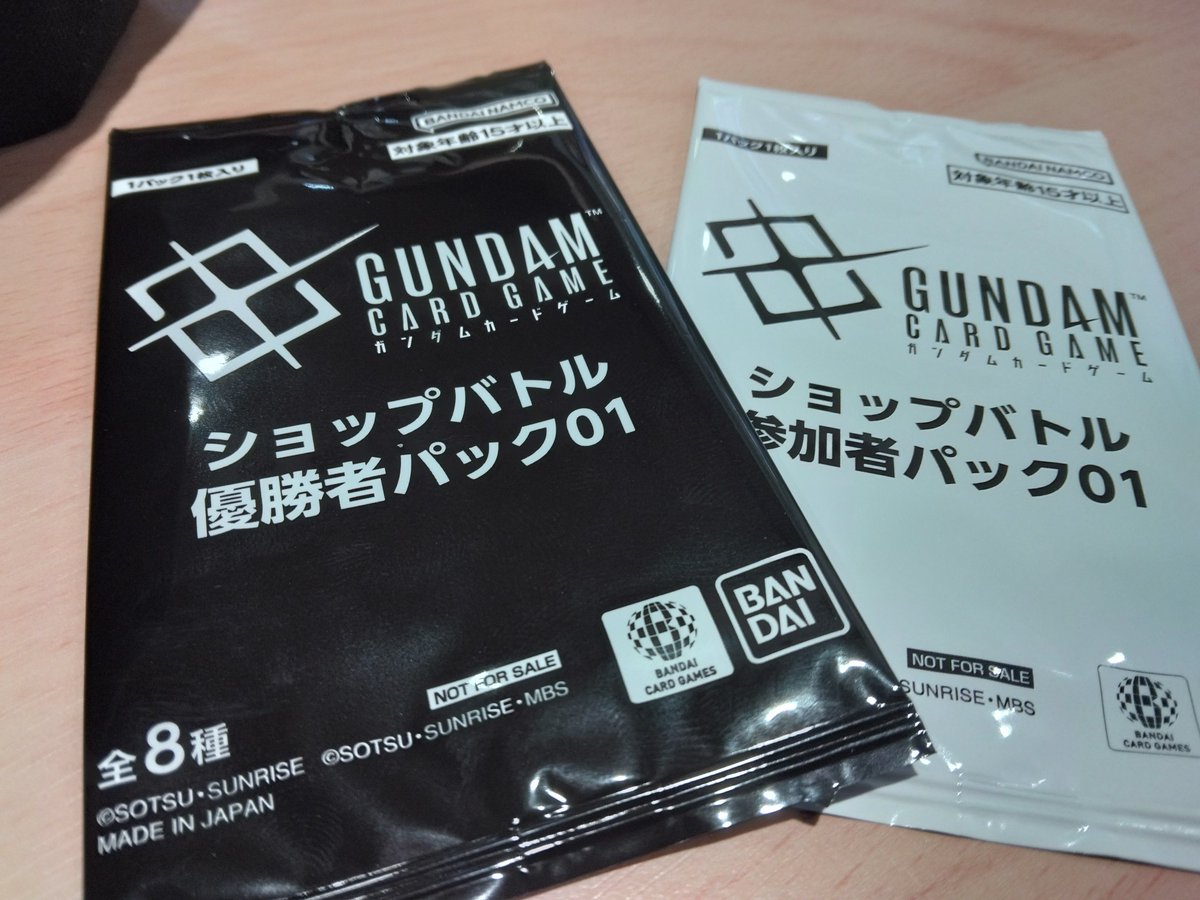 BANDAI NAMCO
対象年齢15才以上
1パック1枚入り
GUNDAM™
CARD GAME
ガンダムカードゲーム
ショップバトル
優勝者パック01
BAN
DAI
BANDAI
CARD GAMES
NOT FOR SALE
全8種
©SOTSU・SUNRISE ©SOTSU・SUNRISE・MBS
MADE IN JAPAN
1パック1枚入り
BANDAI NAMCO
対象年齢15才以上
GUNDAM™
CARD GAME
ガンダムカードゲーム
ショップバトル
参加者パック01
NOT FOR SALE
SUNRISE・MBS
BANDAI
CARD GAMES